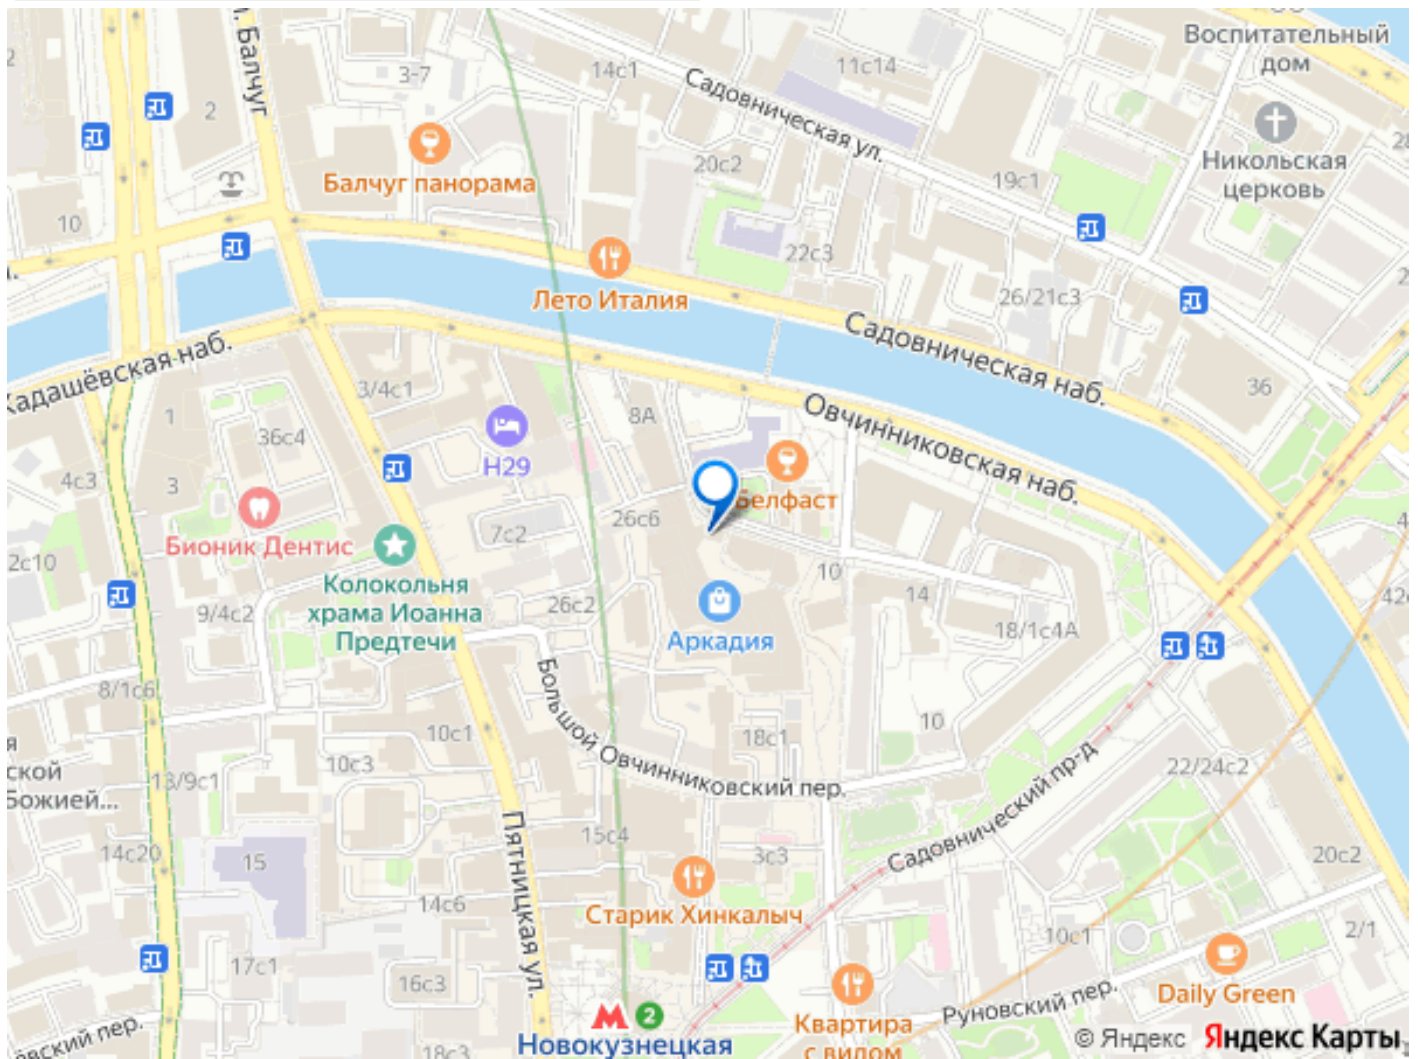 Воспитательный
дом
л. Балчуг
3-7
14с1
11с14
2
Садовническая ул.
20с2
Никольская
церковь
19с1
Балчуг панорама
10
22с3
26/21с3
Лето Италия
Садовническая наб.
Кадашёвская наб.
3/4с1
36
1
8А
Овчинниковская наб.
36с4
Н29
4с3
3
Белфаст
26с6
7с2
Бионик Дентис
2с10
10
Колокольня
храма Иоанна
Предтечи
14
9/4с2
26с2
18/1с4А
Аркадия
8/1с6
Большой Овчинниковский пер.
10
10с1
18с1
10с3
ской
Божией...
13/9с1
22/24с2
Садовнический пр-д
Пятницкая ул.
15с4
14с20
15
3с3
20с2
14с6
Старик Хинкалыч
10с1
2/1
17с1
16с3
Daily Green
Руновский пер.
2
Квартира
с видом
Новокузнецкая
18с3
ёвский пер.
© Яндекс Яндекс Карты